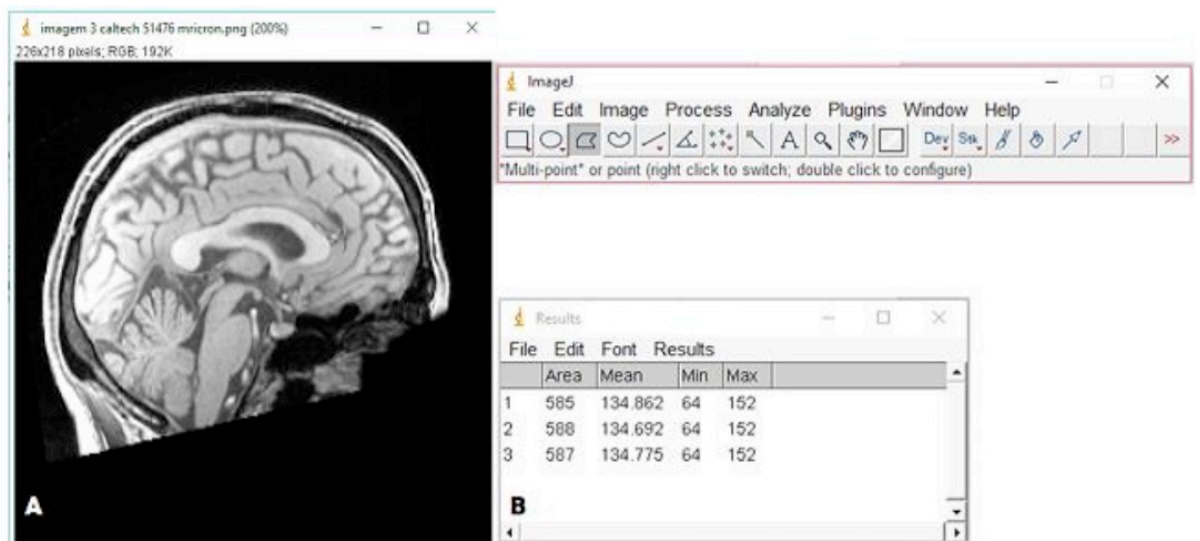 imagem 3 caltech 51476 mricron.png (200%)
226x218 pixels; RGB; 192K
A
ImageJ
File Edit Image Process Analyze Plugins Window Help
A Dev Stk >>
*Multi-point* or point (right click to switch; double click to configure)
Results
File Edit Font Results
Area Mean Min Max
1 585 134.862 64 152
2 588 134.692 64 152
3 587 134.775 64 152
B